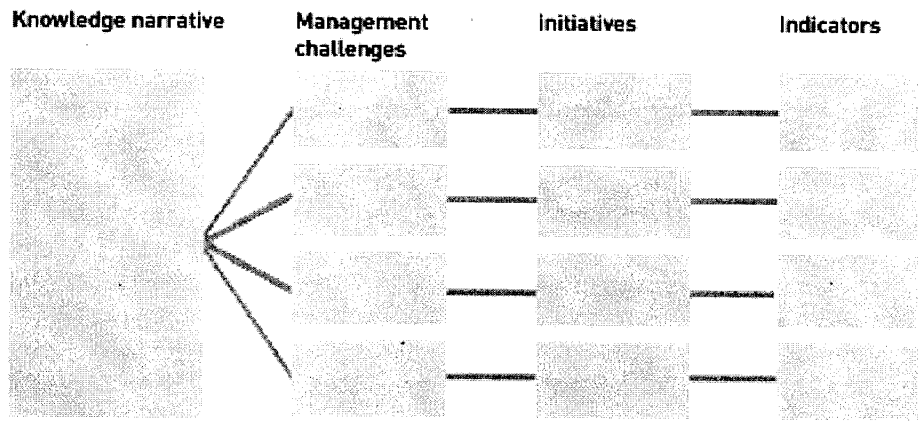 Knowledge narrative
Management
challenges
Initiatives
Indicators